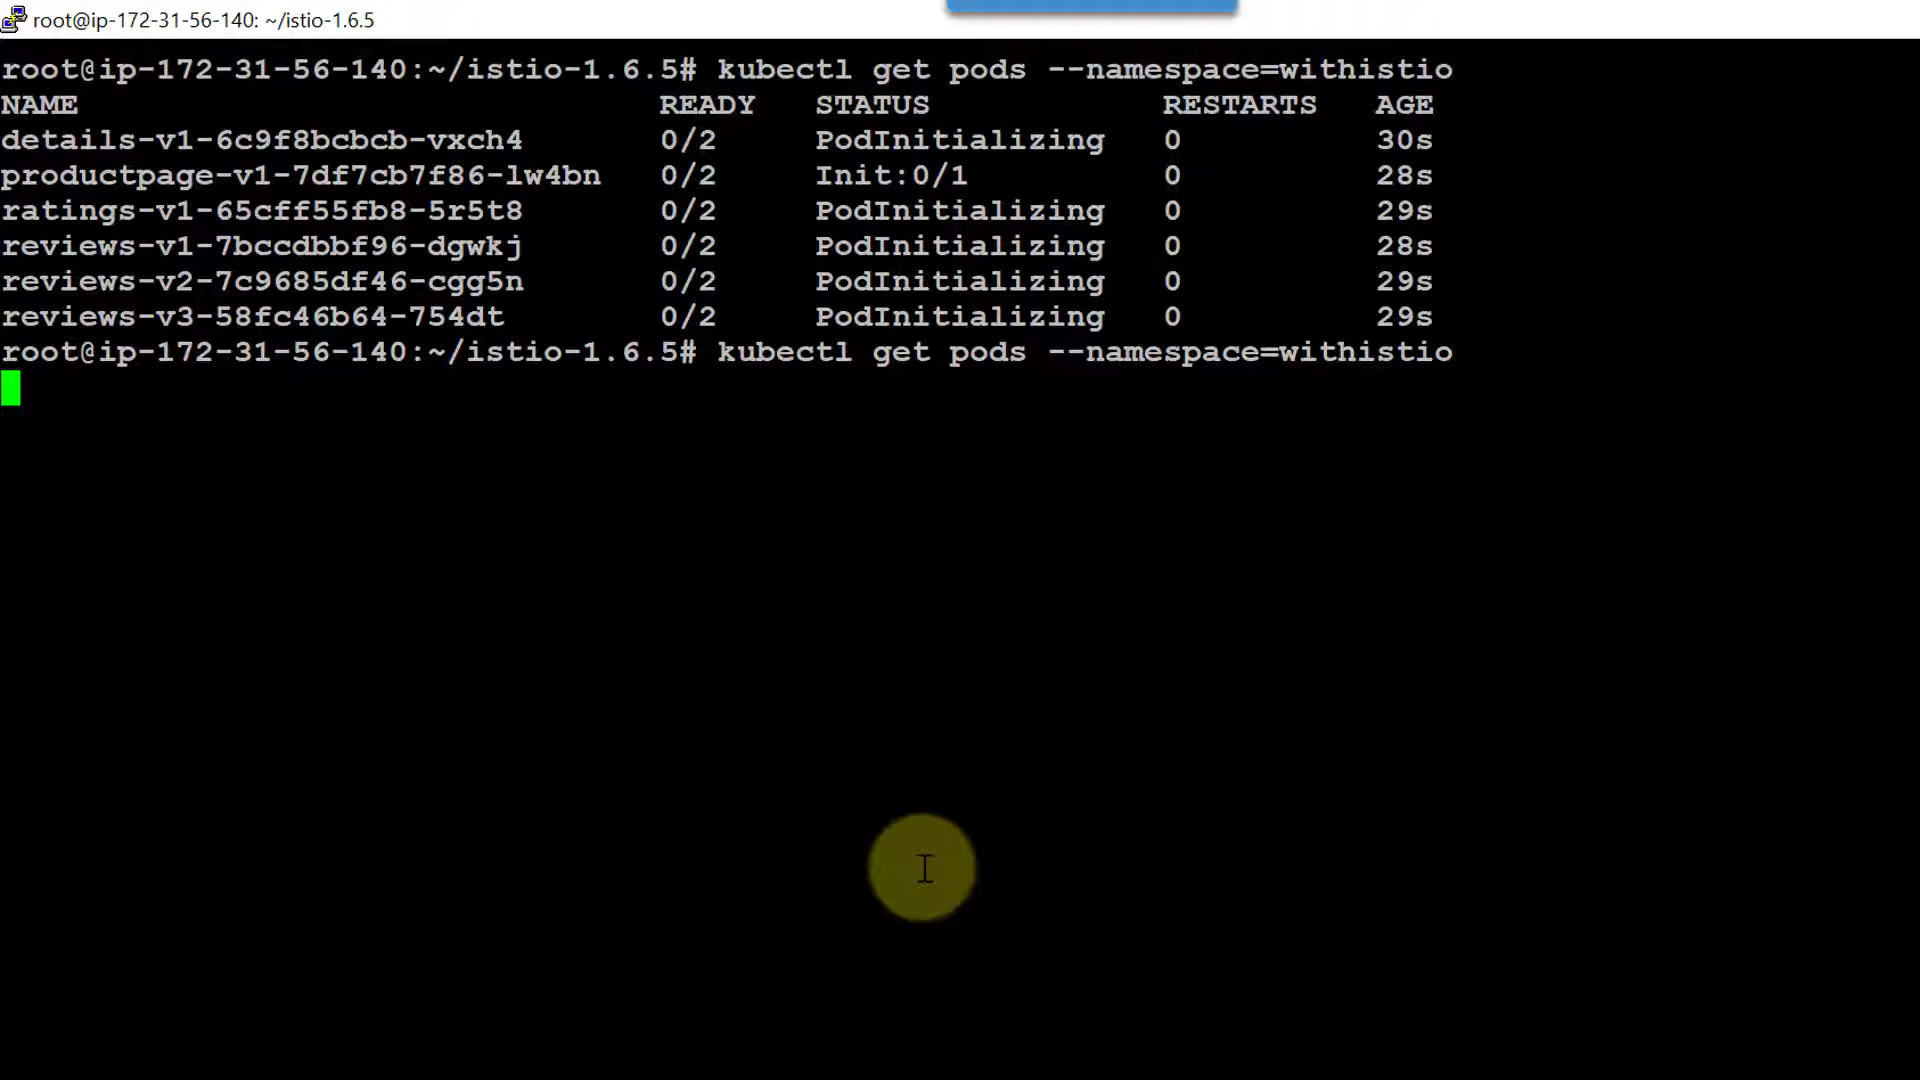 root@ip-172-31-56-140: ~/istio-1.6.5
root@ip-172-31-56-140:~/istio-1.6.5# kubectl get pods --namespace=withistio
NAME READY STATUS RESTARTS AGE
details-v1-6c9f8bcbcb-vxch4 0/2 PodInitializing 0 30s
productpage-v1-7df7cb7f86-lw4bn 0/2 Init:0/1 0 28s
ratings-v1-65cff55fb8-5r5t8 0/2 PodInitializing 0 29s
reviews-v1-7bccdbbf96-dgwkj 0/2 PodInitializing 0 28s
reviews-v2-7c9685df46-cgg5n 0/2 PodInitializing 0 29s
reviews-v3-58fc46b64-754dt 0/2 PodInitializing 0 29s
root@ip-172-31-56-140:~/istio-1.6.5# kubectl get pods --namespace=withistio